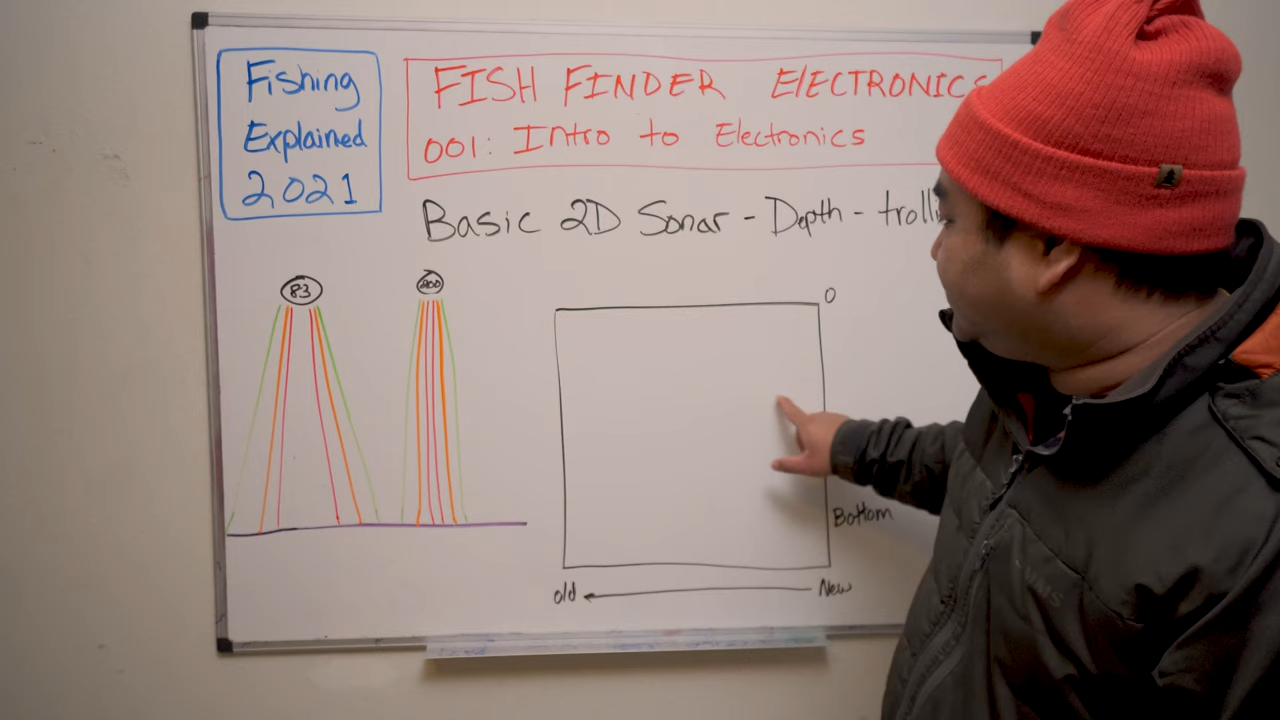 Fishing
Explained
2021
FISH FINDER ElECTRONICS
001: Intro to Electronics
Basic 2D Sonar - Depth - trolli
83
200
0
Bottom
old
New